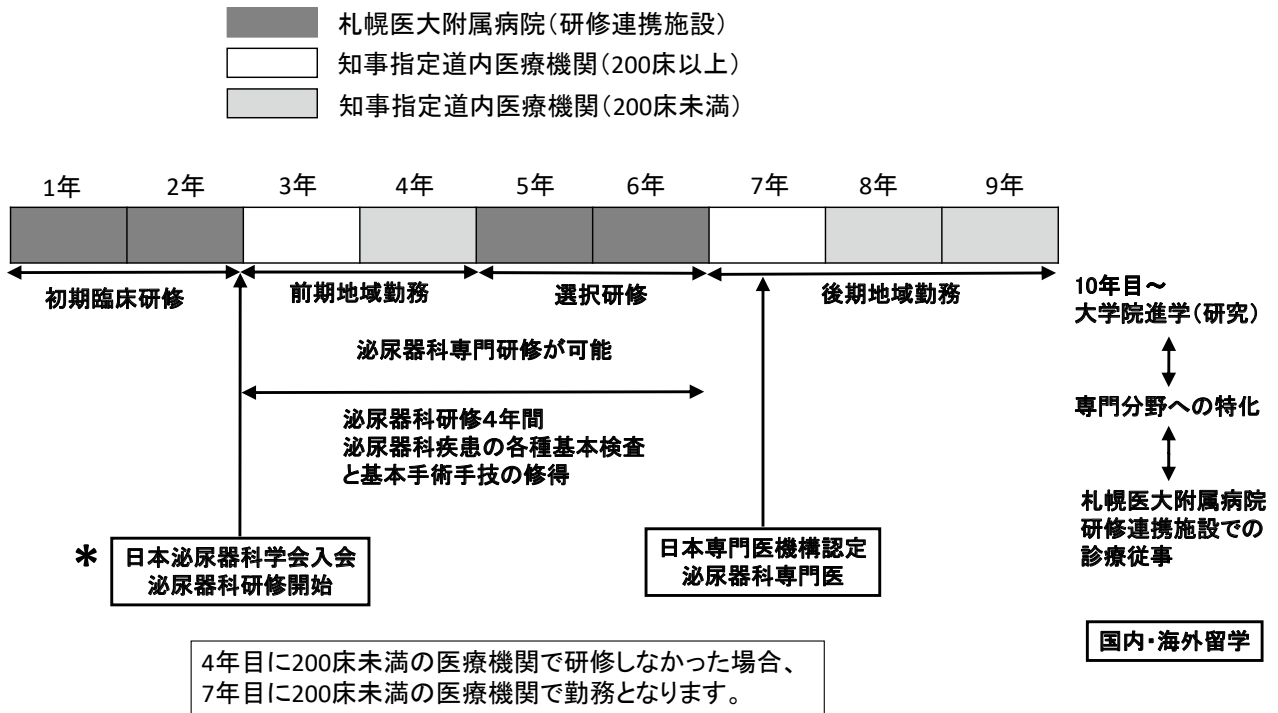 札幌医大附属病院(研修連携施設)
知事指定道内医療機関(200床以上)
知事指定道内医療機関(200床未満)
1年 2年 3年 4年 5年 6年 7年 8年 9年
初期臨床研修 前期地域勤務 選択研修 後期地域勤務
10年目~
大学院進学(研究)
泌尿器科専門研修が可能
専門分野への特化
泌尿器科研修4年間
泌尿器科疾患の各種基本検査
と基本手術手技の修得
札幌医大附属病院
研修連携施設での
診療従事
* 日本泌尿器科学会入会
泌尿器科研修開始
日本専門医機構認定
泌尿器科専門医
国内・海外留学
4年目に200床未満の医療機関で研修しなかった場合、
7年目に200床未満の医療機関で勤務となります。